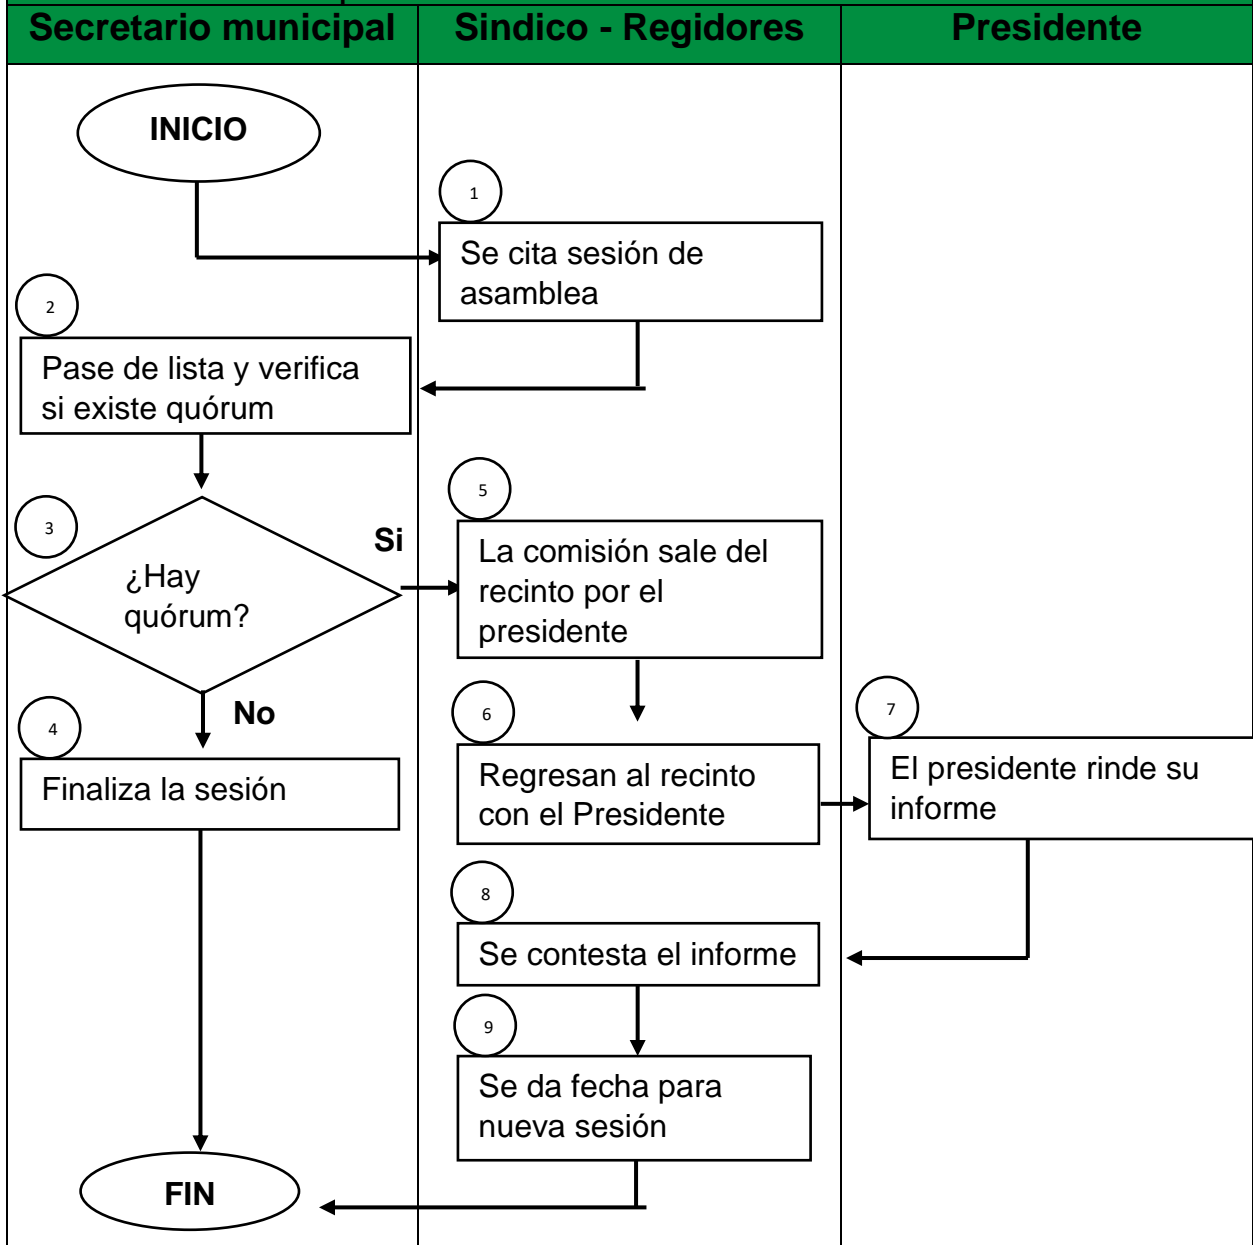 Secretario municipal
Sindico - Regidores
Presidente
INICIO
1
Se cita sesión de
asamblea
2
Pase de lista y verifica
si existe quórum
3
¿Hay
quórum?
Si
No
4
Finaliza la sesión
5
La comisión sale del
recinto por el
presidente
6
Regresan al recinto
con el Presidente
7
El presidente rinde su
informe
8
Se contesta el informe
9
Se da fecha para
nueva sesión
FIN